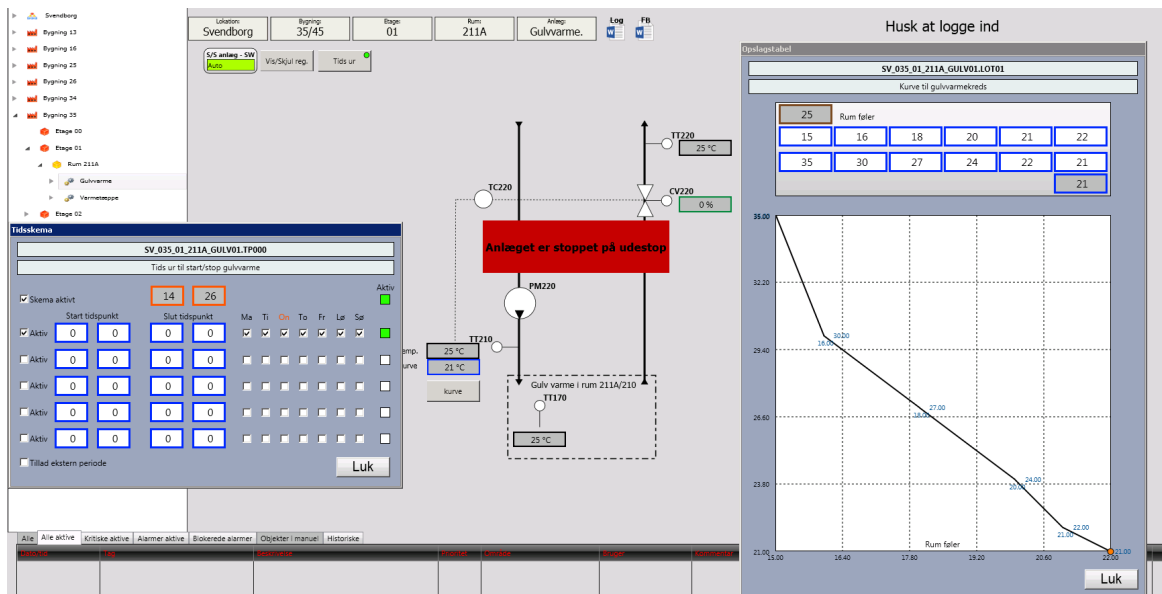 Svendborg
Bygning 13
Bygning 16
Bygning 25
Bygning 26
Bygning 34
Bygning 35
Etage 00
Etage 01
Rum 211A
Gulvvarme
Varmetæppe
Etage 02
Lokation: Bygning: Etage: Rum: Anlæg: Log FB
Svendborg 35/45 01 211A Gulvvarme.
S/S anlæg - SW
Auto
Vis/Skjul reg.
Tids ur
TT220
25 °C
TC220
CV220
0 %
Anlæget er stoppet på udestop
PM220
TT210
emp. 25 °C
urve 21 °C
kurve
Gulv varme i rum 211A/210
TT170
25 °C
Tidsskema
SV_035_01_211A_GULV01.TP000
Tids ur til start/stop gulvvarme
Skema aktivt 14 26 Aktiv
Start tidspunkt Slut tidspunkt Ma Ti On To Fr Lø Sø
Aktiv 0 0 0 0
Aktiv 0 0 0 0
Aktiv 0 0 0 0
Aktiv 0 0 0 0
Aktiv 0 0 0 0
Tillad ekstern periode
Luk
Husk at logge ind
Opslagstabel
SV_035_01_211A_GULV01.LOT01
Kurve til gulvvarmekreds
25 Rum føler
15 16 18 20 21 22
35 30 27 24 22 21
21
35.00
32.20
29.40
26.60
23.80
21.00
30.00
16.00
27.00
18.00
24.00
20.00
22.00
21.00
21.00
Rum føler
15.00 16.40 17.80 19.20 20.60 22.00
Luk
Alle Alle aktive Kritiske aktive Alarmer aktive Blokerede alarmer Objekter i manuel Historiske